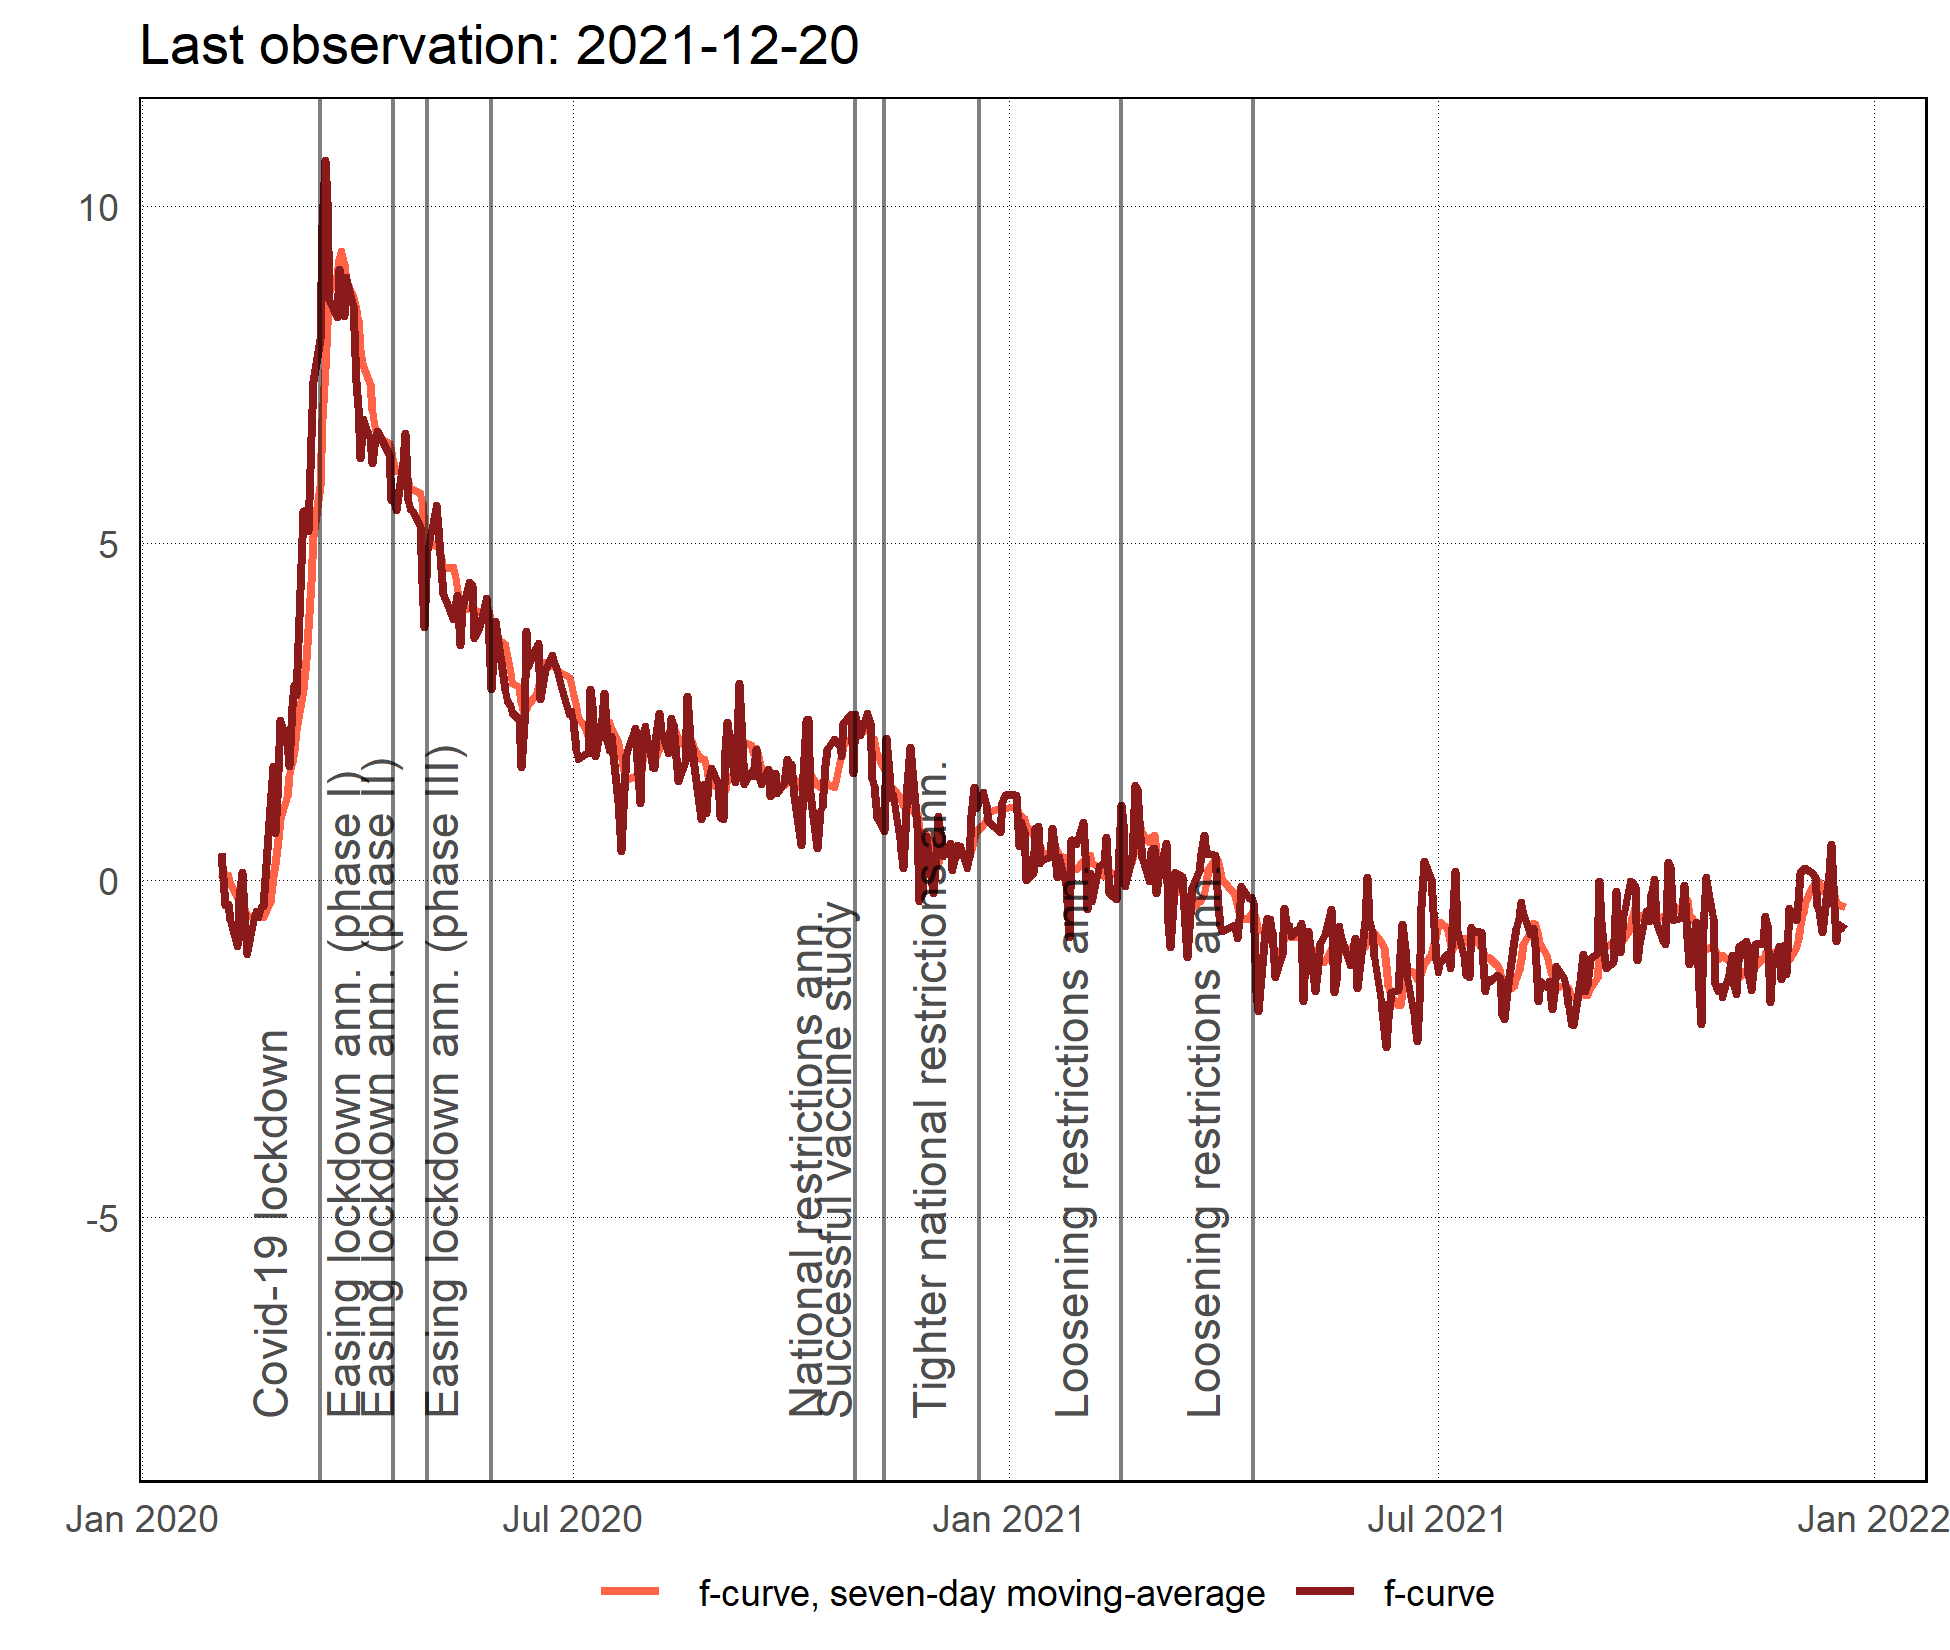 Last observation: 2021-12-20
10
5
0
-5
Covid-19 lockdown
Easing lockdown ann. (phase I)
Easing lockdown ann. (phase II)
Easing lockdown ann. (phase III)
National restrictions ann.
Successful vaccine study
Tighter national restrictions ann.
Loosening restrictions ann.
Loosening restrictions ann.
Jan 2020
Jul 2020
Jan 2021
Jul 2021
Jan 2022
f-curve, seven-day moving-average
f-curve